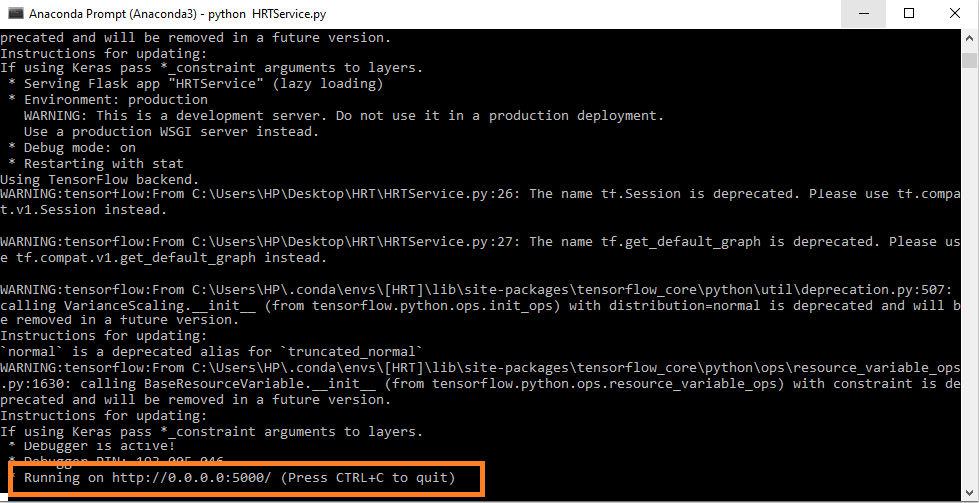 Anaconda Prompt (Anaconda3) - python HRTService.py
precated and will be removed in a future version.
Instructions for updating:
If using Keras pass *_constraint arguments to layers.
* Serving Flask app "HRTService" (lazy loading)
* Environment: production
WARNING: This is a development server. Do not use it in a production deployment.
Use a production WSGI server instead.
* Debug mode: on
* Restarting with stat
Using TensorFlow backend.
WARNING:tensorflow:From C:\Users\HP\Desktop\HRT\HRTService.py:26: The name tf.Session is deprecated. Please use tf.compa
t.v1.Session instead.
WARNING:tensorflow:From C:\Users\HP\Desktop\HRT\HRTService.py:27: The name tf.get_default_graph is deprecated. Please us
e tf.compat.v1.get_default_graph instead.
WARNING:tensorflow:From C:\Users\HP\.conda\envs\[HRT]\lib\site-packages\tensorflow_core\python\util\deprecation.py:507:
calling VarianceScaling.__init__ (from tensorflow.python.ops.init_ops) with distribution=normal is deprecated and will b
e removed in a future version.
Instructions for updating:
`normal` is a deprecated alias for `truncated_normal`
WARNING:tensorflow:From C:\Users\HP\.conda\envs\[HRT]\lib\site-packages\tensorflow_core\python\ops\resource_variable_ops
.py:1630: calling BaseResourceVariable.__init__ (from tensorflow.python.ops.resource_variable_ops) with constraint is de
precated and will be removed in a future version.
Instructions for updating:
If using Keras pass *_constraint arguments to layers.
* Debugger is active!
* Debugger PIN:
* Running on http://0.0.0.0:5000/ (Press CTRL+C to quit)